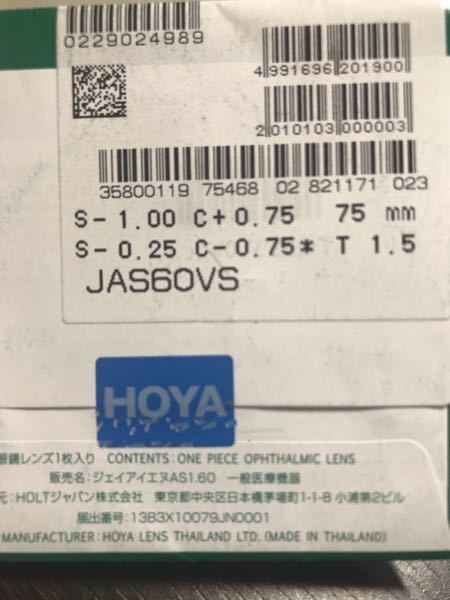 0229024989
4 991696 201900
2 010103 000003
35800119 75468 02 821171 023
S- 1.00 C+0.75 75 mm
S- 0.25 C-0.75* T 1.5
JAS60VS
HOYA
眼鏡レンズ1枚入り CONTENTS: ONE PIECE OPHTHALMIC LENS
販売名:ジェイアイエヌAS1.60 一般医療機器
元:HOLTジャパン株式会社 東京都中央区日本橋茅場町1-1-8 小浦第2ビル
届出番号:13B3X10079JN0001
MANUFACTURER: HOYA LENS THAILAND LTD. (MADE IN THAILAND)